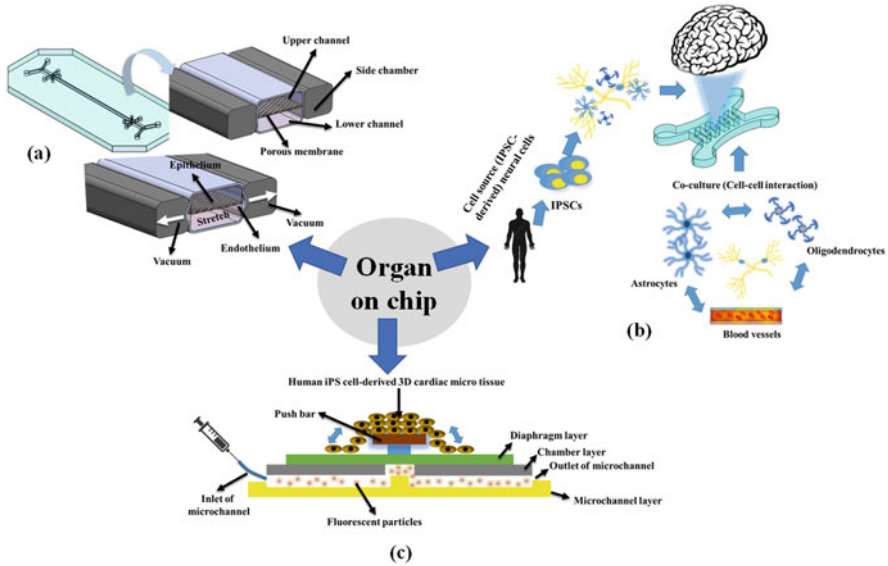 Upper channel
Side chamber
Lower channel
Porous membrane
(a)
Epithelium
Stretch
Vacuum
Endothelium
Vacuum
Organ
on chip
Cell source (IPSC-
derived) neural cells
IPSCs
Co-culture (Cell-cell interaction)
Oligodendrocytes
Astrocytes
Blood vessels
(b)
Human iPS cell-derived 3D cardiac micro tissue
Push bar
Diaphragm layer
Chamber layer
Outlet of microchannel
Inlet of
microchannel
Microchannel layer
Fluorescent particles
(c)